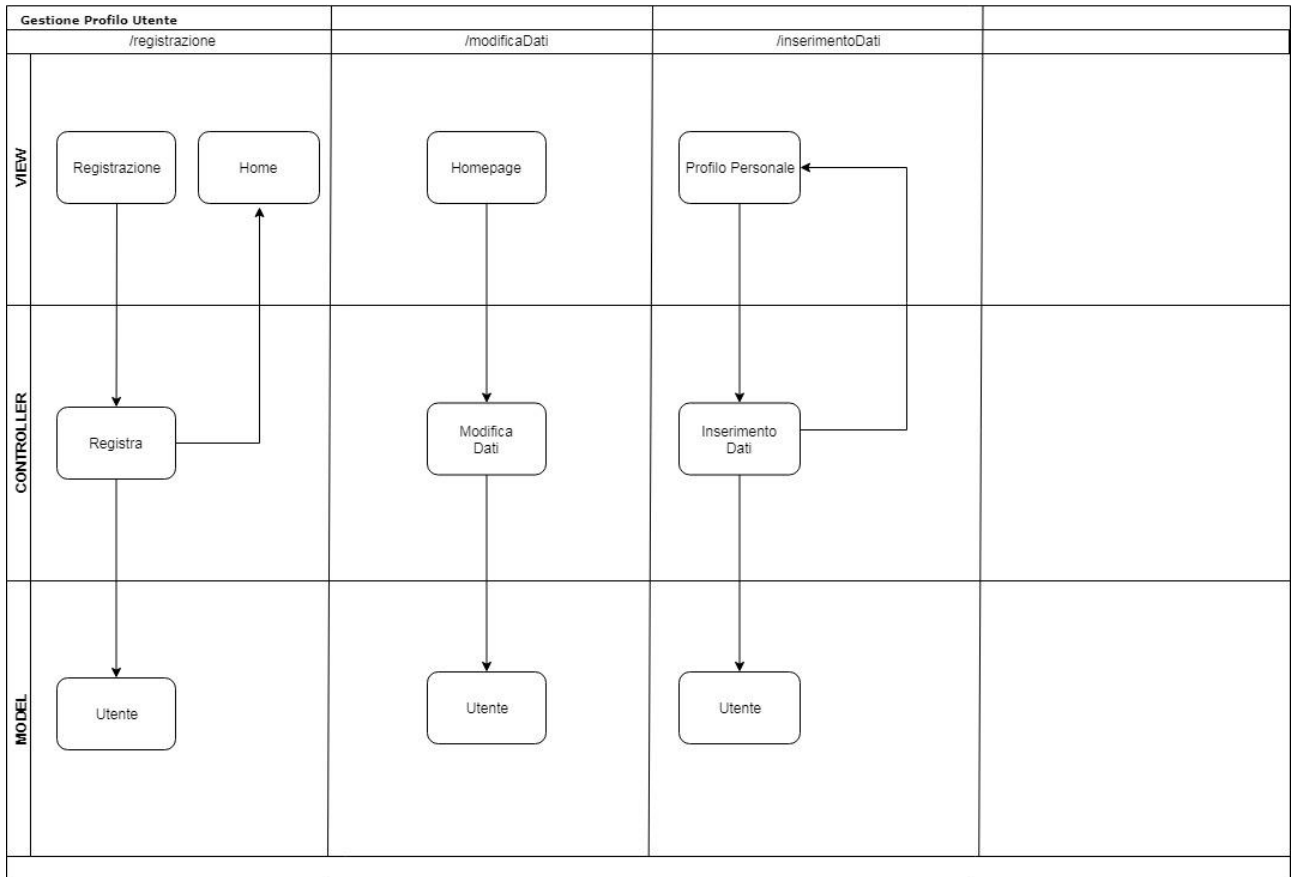 Gestione Profilo Utente
/registrazione
/modificaDati
/inserimentoDati
VIEW
Registrazione
Home
Homepage
Profilo Personale
CONTROLLER
Registra
Modifica
Dati
Inserimento
Dati
MODEL
Utente
Utente
Utente